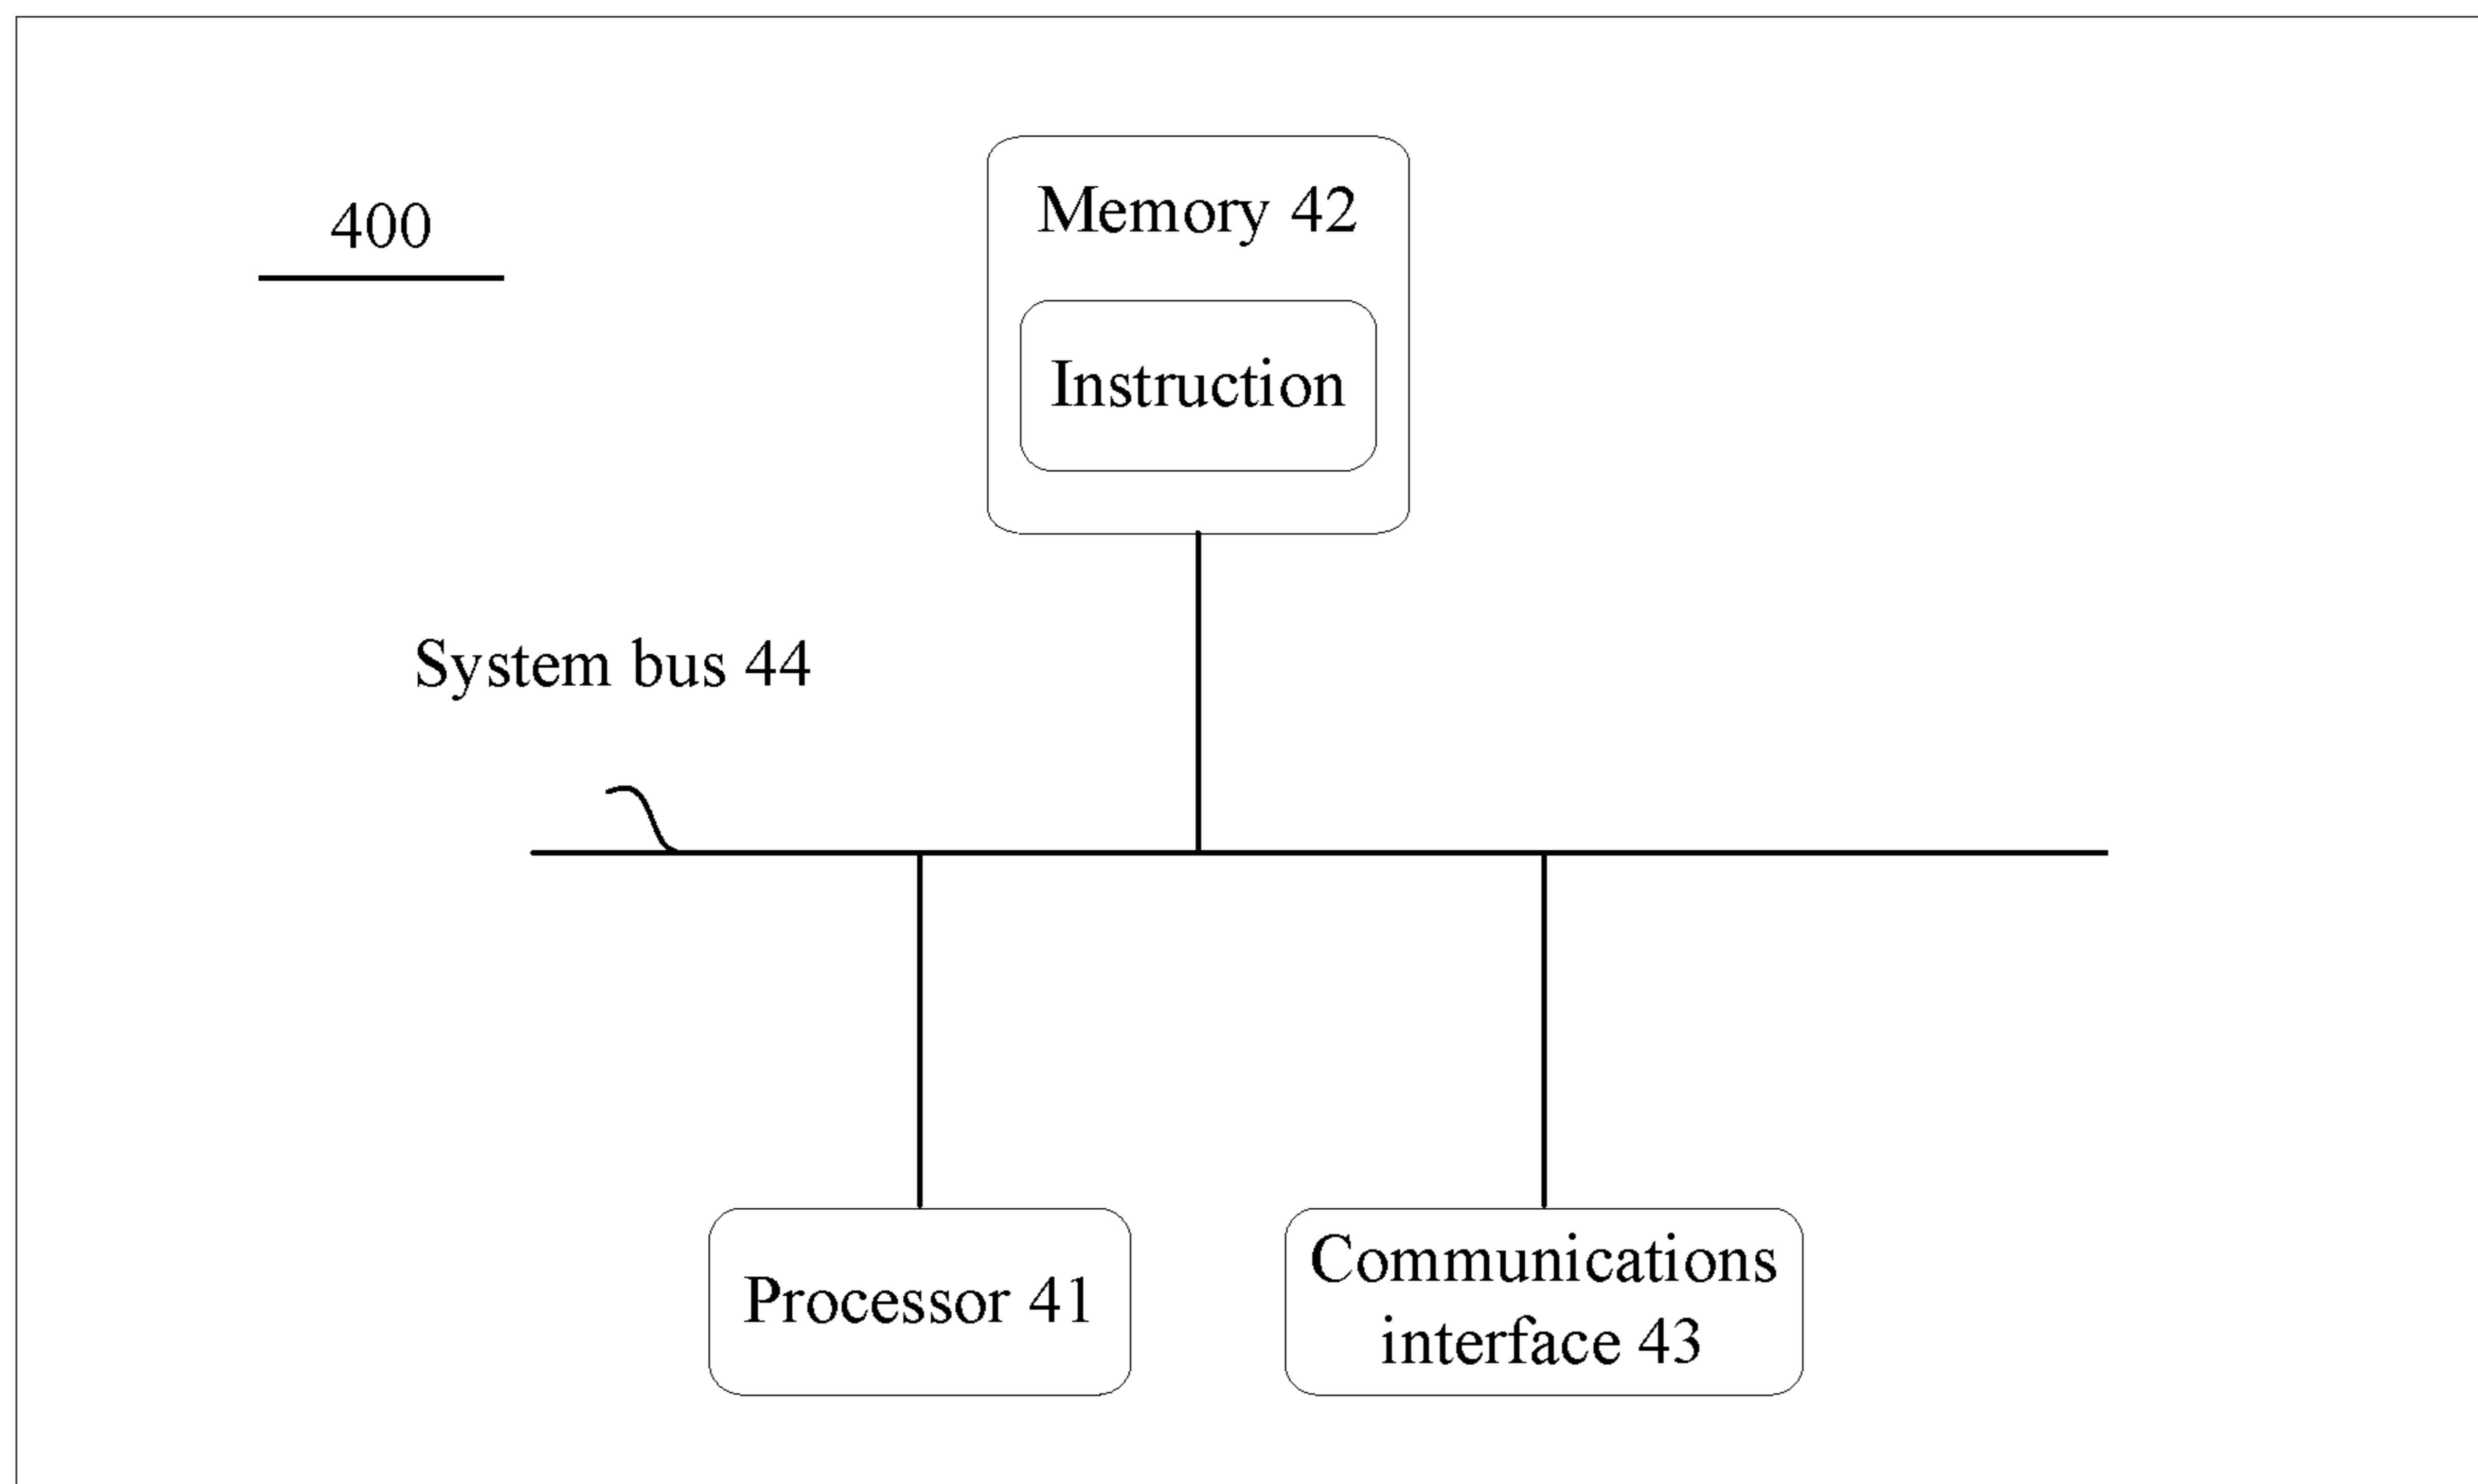 400
Memory 42
Instruction
System bus 44
Processor 41
Communications
interface 43